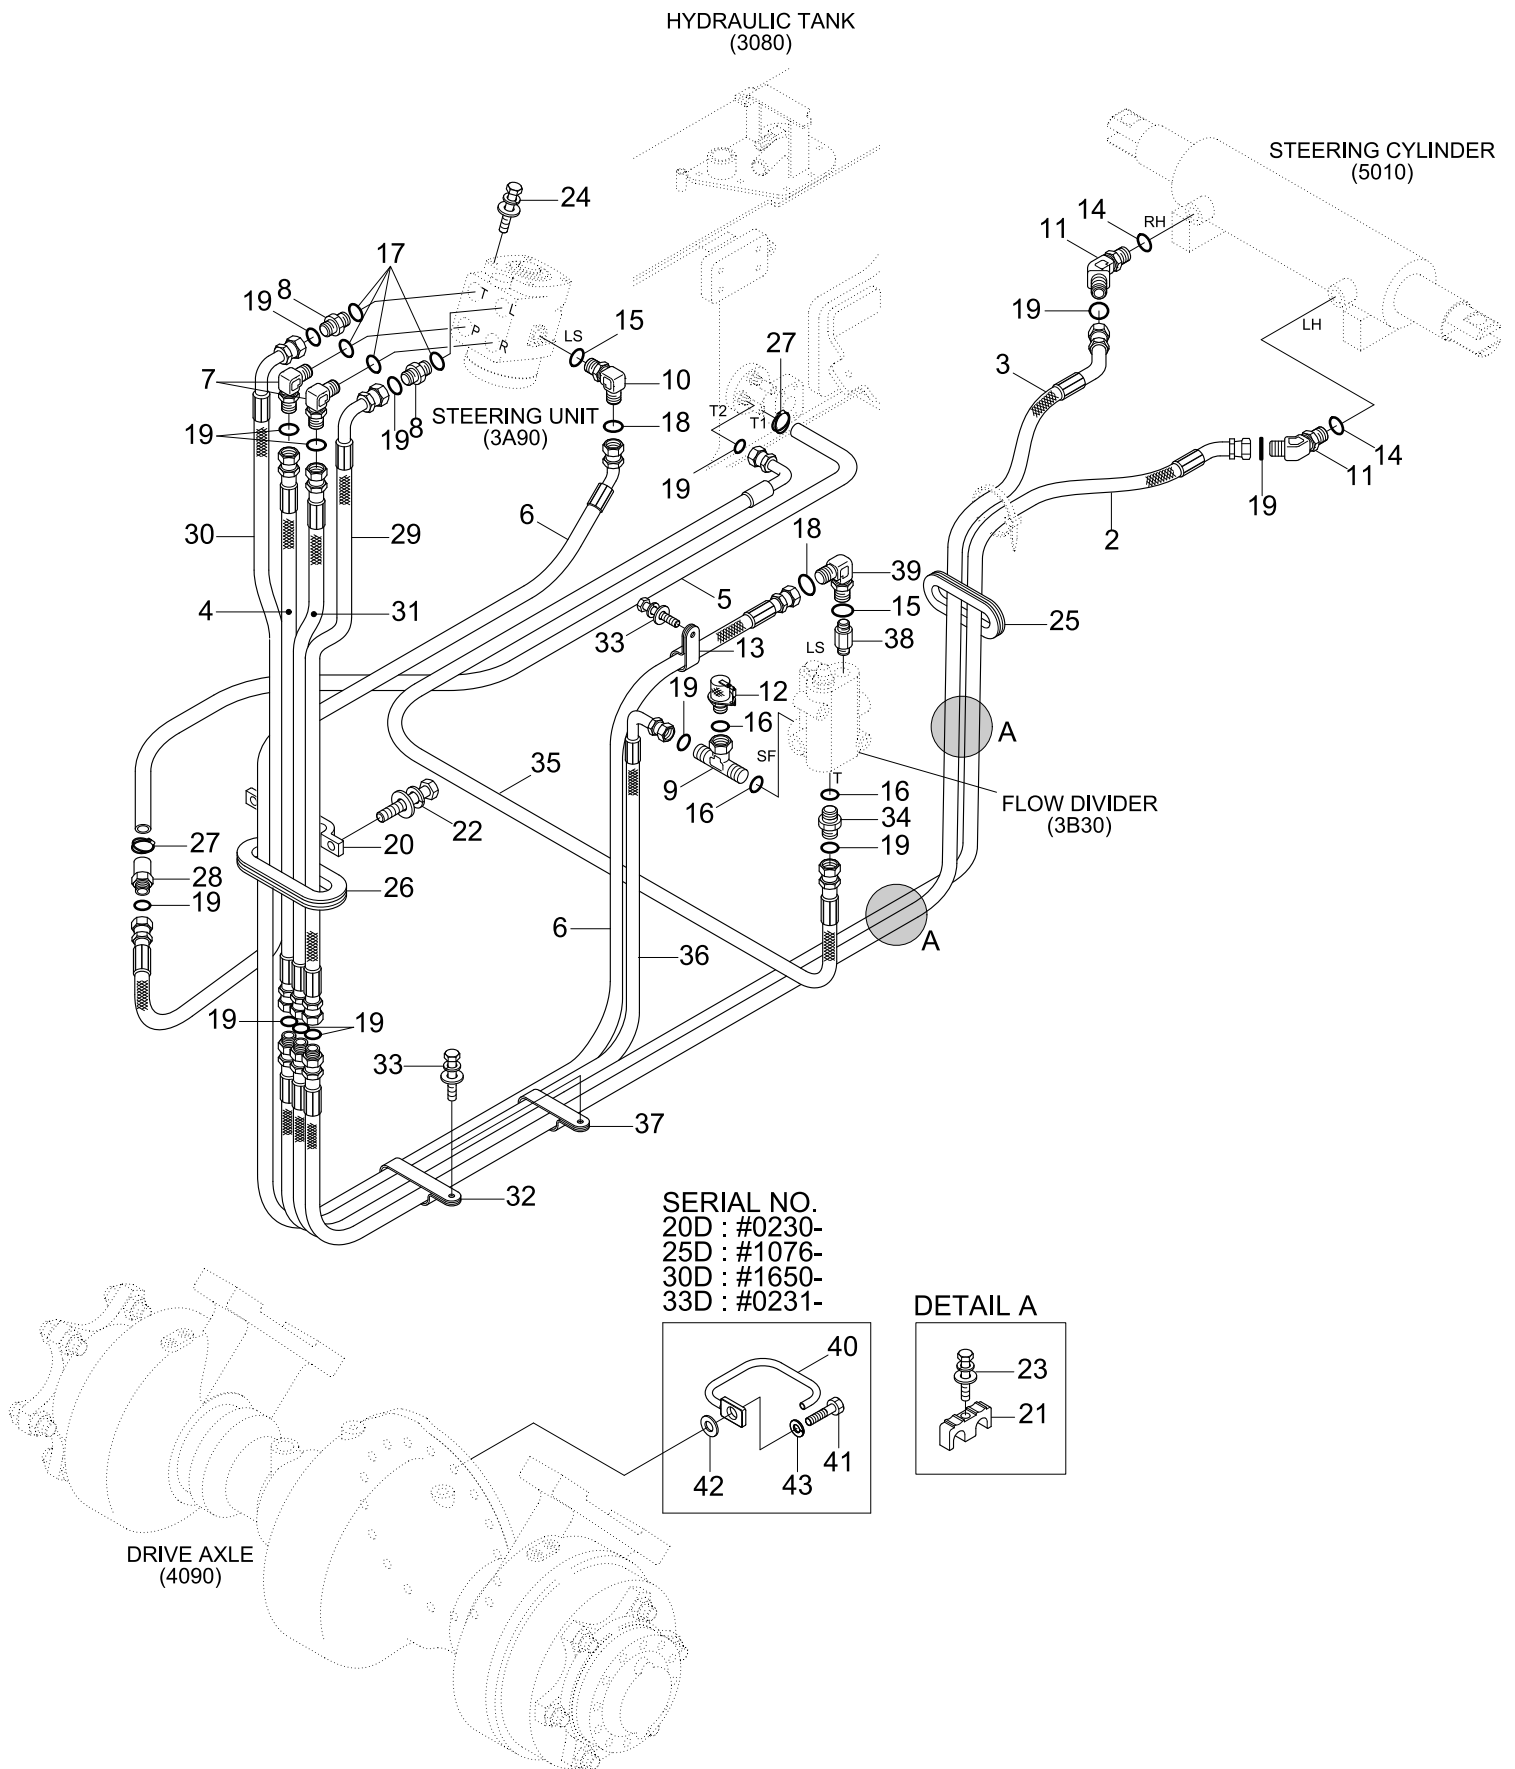 HYDRAULIC TANK
(3080)
STEERING CYLINDER
(5010)
24
14
RH
11
17
8
19
T
L
P
R
LS
15
27
19
LH
7
10
3
STEERING UNIT
(3A90)
19
8
18
T2
T1
19
14
11
19
19
6
2
30
29
18
39
5
4
31
15
33
13
38
25
LS
19
12
16
A
SF
35
9
16
T
16
FLOW DIVIDER
(3B30)
34
22
27
20
19
28
26
19
6
36
A
19
19
33
37
32
SERIAL NO.
20D : #0230-
25D : #1076-
30D : #1650-
33D : #0231-
DETAIL A
40
23
21
42
43
41
DRIVE AXLE
(4090)